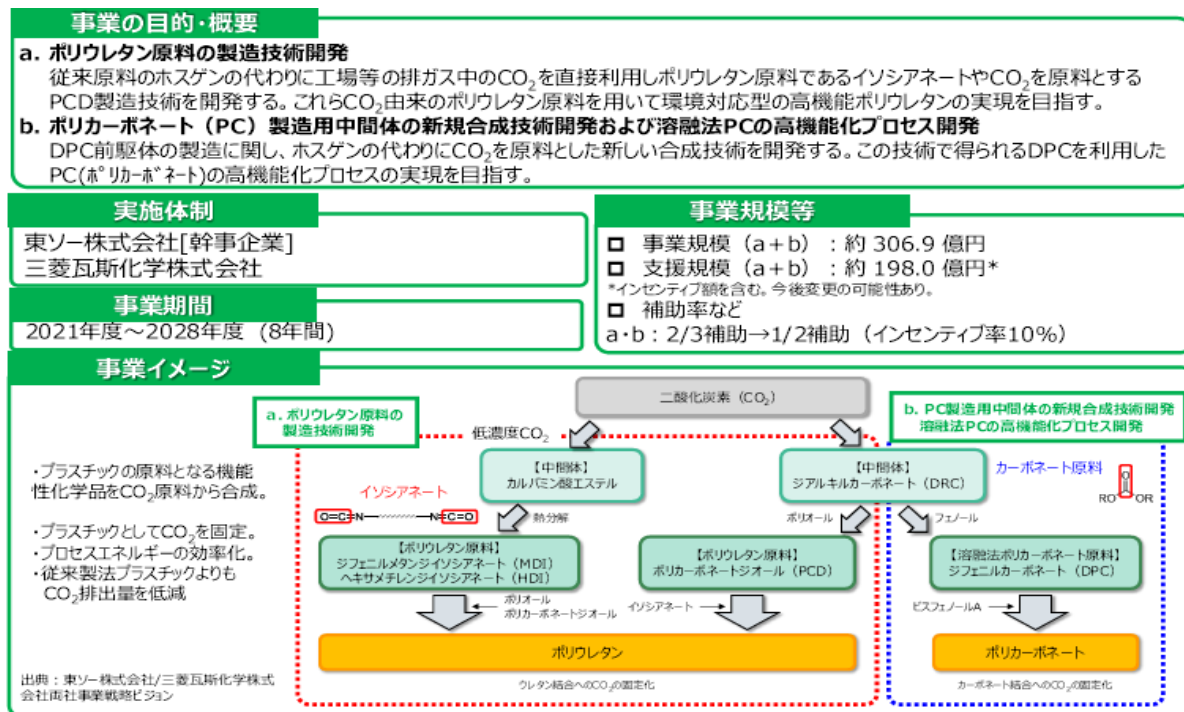 事業の目的・概要
a. ポリウレタン原料の製造技術開発
従来原料のホスゲンの代わりに工場等の排ガス中のCO₂を直接利用しポリウレタン原料であるイソシアネートやCO₂を原料とする
PCD製造技術を開発する。これらCO₂由来のポリウレタン原料を用いて環境対応型の高機能ポリウレタンの実現を目指す。
b. ポリカーボネート（PC）製造用中間体の新規合成技術開発および溶融法PCの高機能化プロセス開発
DPC前駆体の製造に関し、ホスゲンの代わりにCO₂を原料とした新しい合成技術を開発する。この技術で得られるDPCを利用した
PC(ﾎﾟﾘｶｰﾎﾞﾈｰﾄ)の高機能化プロセスの実現を目指す。
実施体制
東ソー株式会社[幹事企業]
三菱瓦斯化学株式会社
事業期間
2021年度～2028年度（8年間）
事業規模等
□ 事業規模（a+b）：約 306.9 億円
□ 支援規模（a+b）：約 198.0 億円*
*インセンティブ額を含む。今後変更の可能性あり。
□ 補助率など
a・b：2/3補助→1/2補助（インセンティブ率10%）
事業イメージ
・プラスチックの原料となる機能
性化学品をCO₂原料から合成。
・プラスチックとしてCO₂を固定。
・プロセスエネルギーの効率化。
・従来製法プラスチックよりも
CO₂排出量を低減
出典：東ソー株式会社/三菱瓦斯化学株式
会社両社事業戦略ビジョン
二酸化炭素（CO₂）
a. ポリウレタン原料の
製造技術開発
b. PC製造用中間体の新規合成技術開発
溶融法PCの高機能化プロセス開発
低濃度CO₂
【中間体】
カルバミン酸エステル
【中間体】
ジアルキルカーボネート（DRC）
カーボネート原料
O
RO OR
イソシアネート
O=C=N N=C=O
熱分解
ポリオール
フェノール
【ポリウレタン原料】
ジフェニルメタンジイソシアネート（MDI）
ヘキサメチレンジイソシアネート（HDI）
【ポリウレタン原料】
ポリカーボネートジオール（PCD）
【溶融法ポリカーボネート原料】
ジフェニルカーボネート（DPC）
ポリオール
ポリカーボネートジオール
イソシアネート
ビスフェノールA
ポリウレタン
ポリカーボネート
ウレタン結合へのCO₂の固定化
カーボネート結合へのCO₂の固定化